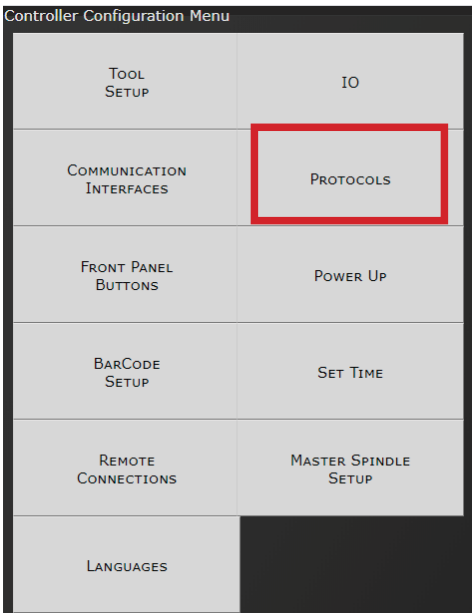 Controller Configuration Menu
Tool
Setup
IO
Communication
Interfaces
Protocols
Front Panel
Buttons
Power Up
BarCode
Setup
Set Time
Remote
Connections
Master Spindle
Setup
Languages